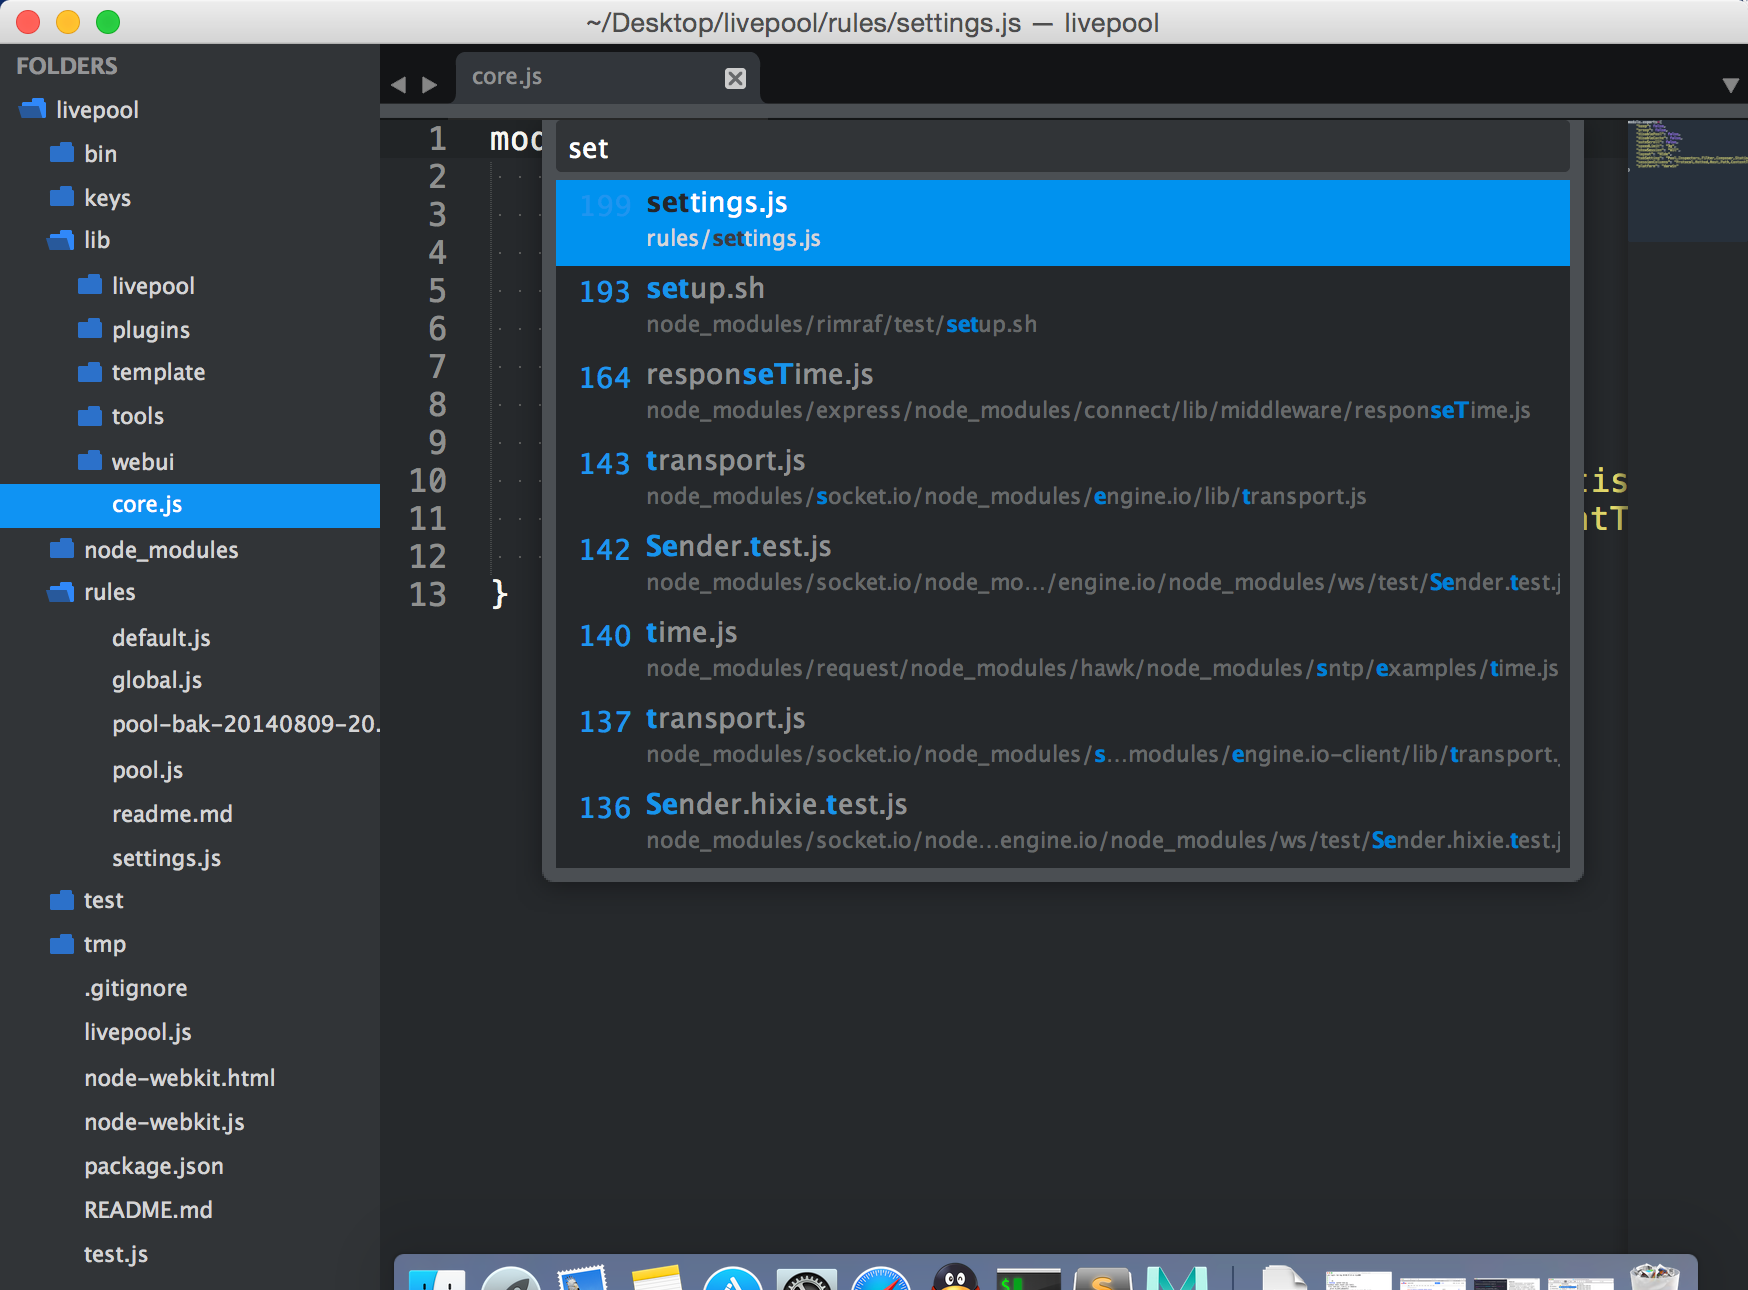 ~/Desktop/livepool/rules/settings.js — livepool
FOLDERS
livepool
bin
keys
lib
livepool
plugins
template
tools
webui
core.js
node_modules
rules
default.js
global.js
pool-bak-20140809-20.
pool.js
readme.md
settings.js
test
tmp
.gitignore
livepool.js
node-webkit.html
node-webkit.js
package.json
README.md
test.js
core.js
1 mod
2
3
4
5
6
7
8
9
10
11
12
13 }
set
199 settings.js
rules/settings.js
193 setup.sh
node_modules/rimraf/test/setup.sh
164 responseTime.js
node_modules/express/node_modules/connect/lib/middleware/responseTime.js
143 transport.js
node_modules/socket.io/node_modules/engine.io/lib/transport.js
142 Sender.test.js
node_modules/socket.io/node_mo…/engine.io/node_modules/ws/test/Sender.test.j
140 time.js
node_modules/request/node_modules/hawk/node_modules/sntp/examples/time.js
137 transport.js
node_modules/socket.io/node_modules/s…modules/engine.io-client/lib/transport.
136 Sender.hixie.test.js
node_modules/socket.io/node…engine.io/node_modules/ws/test/Sender.hixie.test.j
tis
ntT